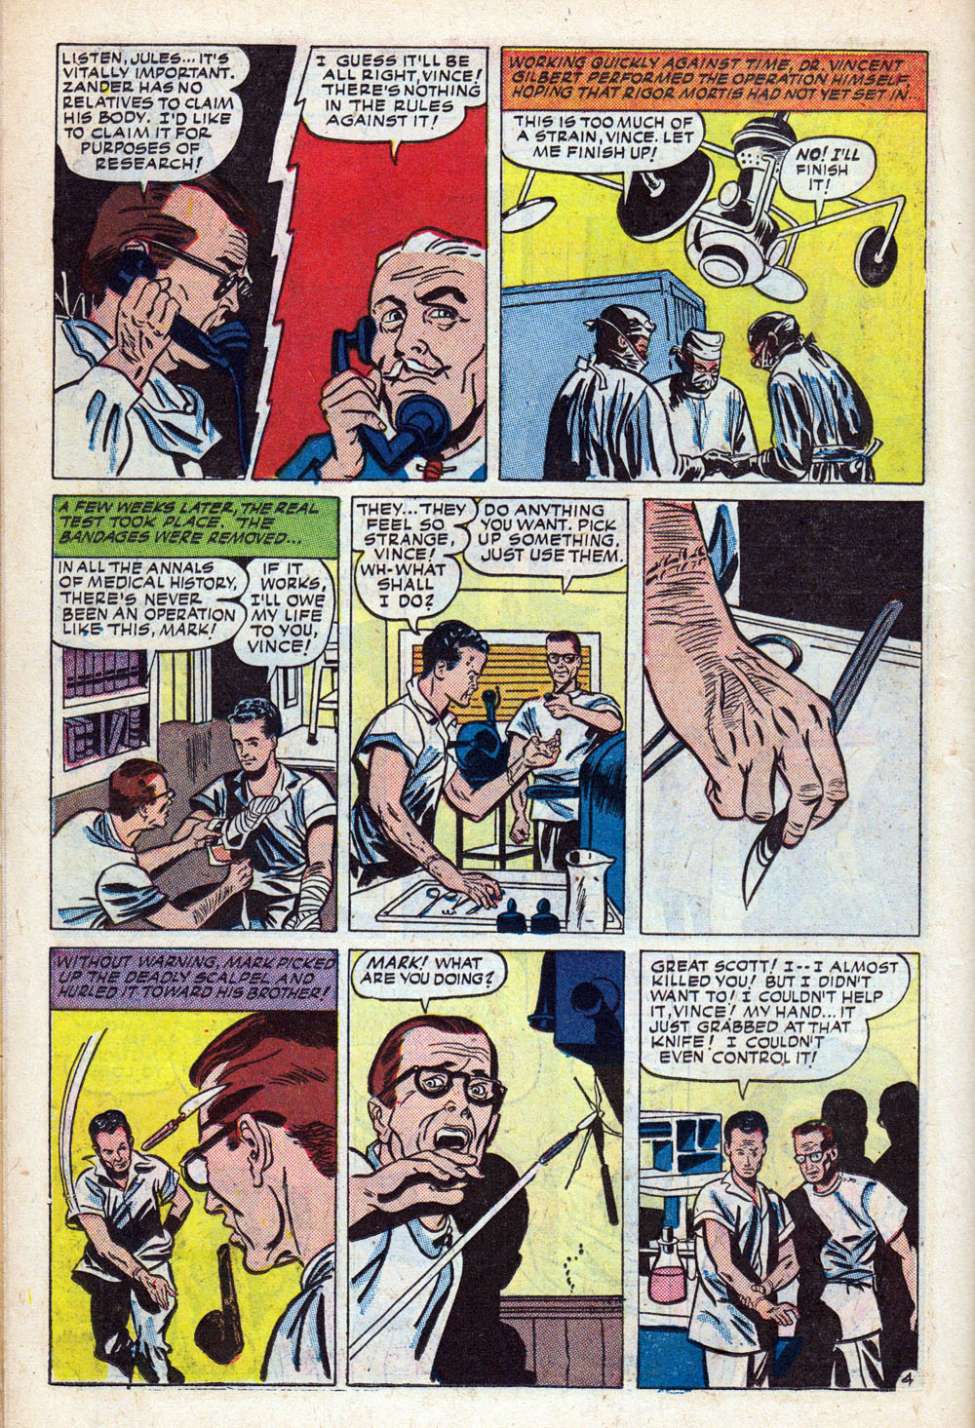 LISTEN, JULES... IT'S
VITALLY IMPORTANT.
ZANDER HAS NO
RELATIVES TO CLAIM
HIS BODY. I'D LIKE
TO CLAIM IT FOR
PURPOSES OF
RESEARCH!
I GUESS IT'LL BE
ALL RIGHT, VINCE!
THERE'S NOTHING
IN THE RULES
AGAINST IT!
WORKING QUICKLY AGAINST TIME, DR. VINCENT
GILBERT PERFORMED THE OPERATION HIMSELF,
HOPING THAT RIGOR MORTIS HAD NOT YET SET IN...
THIS IS TOO MUCH OF
A STRAIN, VINCE. LET
ME FINISH UP!
NO! I'LL
FINISH
IT!
A FEW WEEKS LATER, THE REAL
TEST TOOK PLACE. THE
BANDAGES WERE REMOVED...
IN ALL THE ANNALS
OF MEDICAL HISTORY,
THERE'S NEVER
BEEN AN OPERATION
LIKE THIS, MARK!
IF IT
WORKS,
I'LL OWE
MY LIFE
TO YOU,
VINCE!
THEY...THEY
FEEL SO
STRANGE,
VINCE!
WH-WHAT
SHALL
I DO?
DO ANYTHING
YOU WANT. PICK
UP SOMETHING,
JUST USE THEM.
WITHOUT WARNING, MARK PICKED
UP THE DEADLY SCALPEL AND
HURLED IT TOWARD HIS BROTHER!
MARK! WHAT
ARE YOU DOING?
GREAT SCOTT! I--I ALMOST
KILLED YOU! BUT I DIDN'T
WANT TO! I COULDN'T HELP
IT, VINCE! MY HAND...IT
JUST GRABBED AT THAT
KNIFE! I COULDN'T
EVEN CONTROL IT!
4